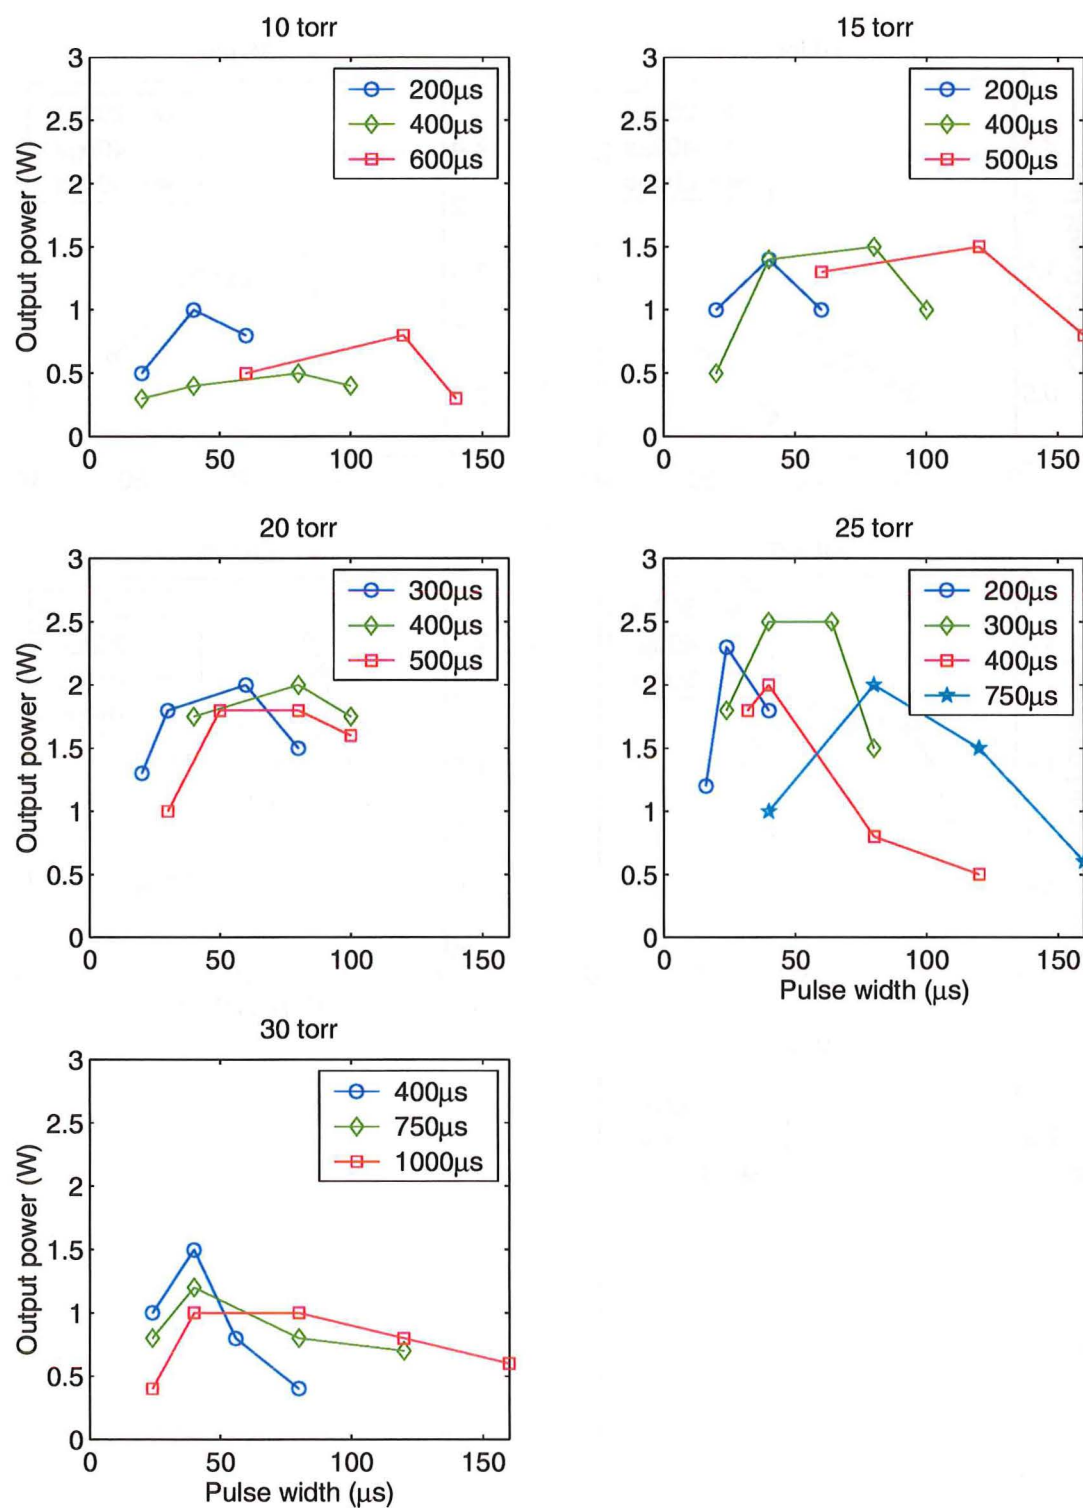 10 torr
3
2.5
2
1.5
1
0.5
0
0 50 100 150
Output power (W)
200μs
400μs
600μs
15 torr
3
2.5
2
1.5
1
0.5
0
0 50 100 150
200μs
400μs
500μs
20 torr
3
2.5
2
1.5
1
0.5
0
0 50 100 150
Output power (W)
300μs
400μs
500μs
25 torr
3
2.5
2
1.5
1
0.5
0
0 50 100 150
Pulse width (μs)
200μs
300μs
400μs
750μs
30 torr
3
2.5
2
1.5
1
0.5
0
0 50 100 150
Output power (W)
Pulse width (μs)
400μs
750μs
1000μs